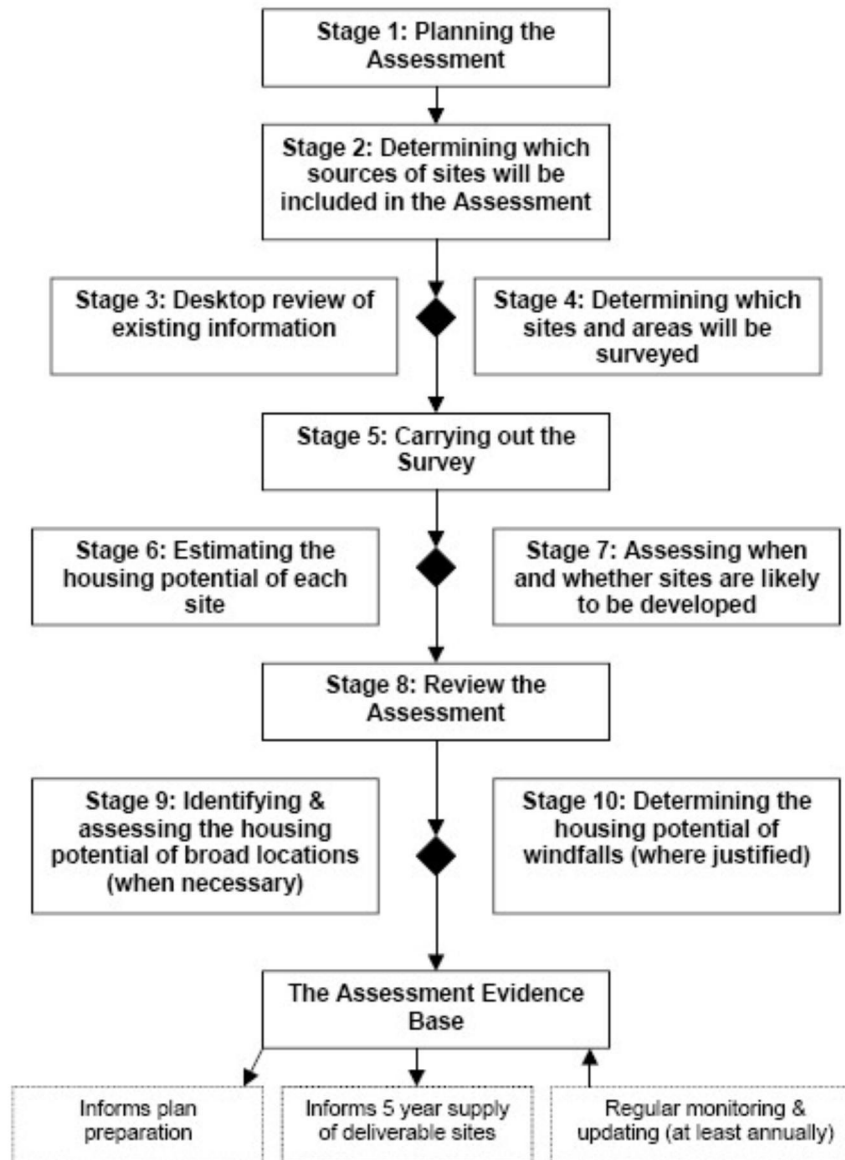 Stage 1: Planning the
Assessment
Stage 2: Determining which
sources of sites will be
included in the Assessment
Stage 3: Desktop review of
existing information
Stage 4: Determining which
sites and areas will be
surveyed
Stage 5: Carrying out the
Survey
Stage 6: Estimating the
housing potential of each
site
Stage 7: Assessing when
and whether sites are likely
to be developed
Stage 8: Review the
Assessment
Stage 9: Identifying &
assessing the housing
potential of broad locations
(when necessary)
Stage 10: Determining the
housing potential of
windfalls (where justified)
The Assessment Evidence
Base
Informs plan
preparation
Informs 5 year supply
of deliverable sites
Regular monitoring &
updating (at least annually)